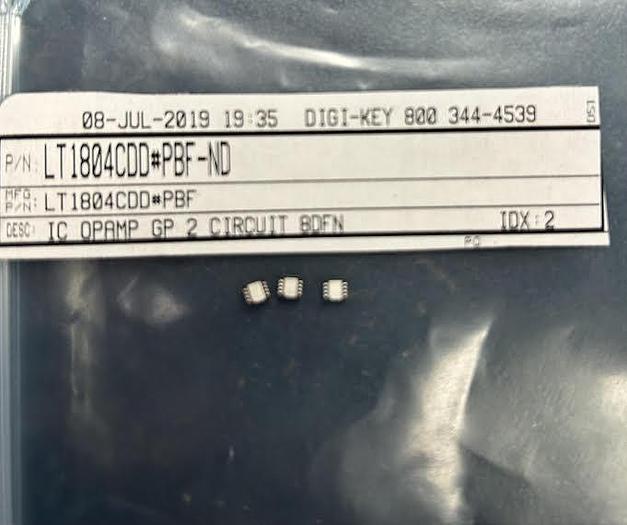 08-JUL-2019 19:35 DIGI-KEY 800 344-4539
P/N: LT1804CDD#PBF-ND
MFG P/N: LT1804CDD#PBF
DESC: IC OPAMP GP 2 CIRCUIT 8DFN IDX:2
PO